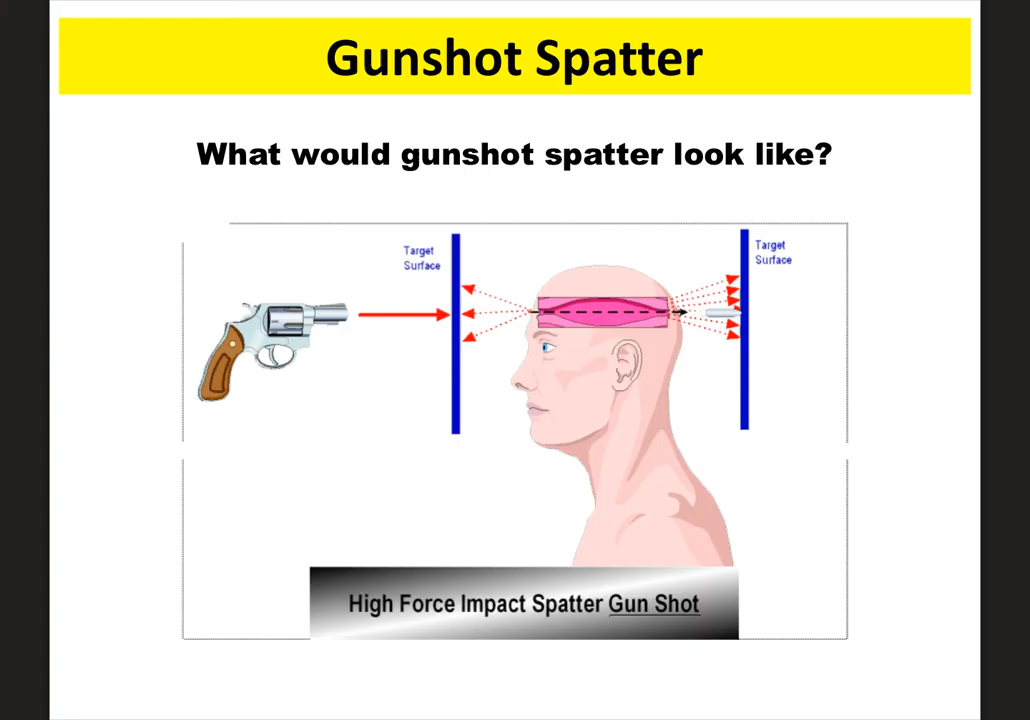 Gunshot Spatter
What would gunshot spatter look like?
Target
Surface
Target
Surface
High Force Impact Spatter Gun Shot